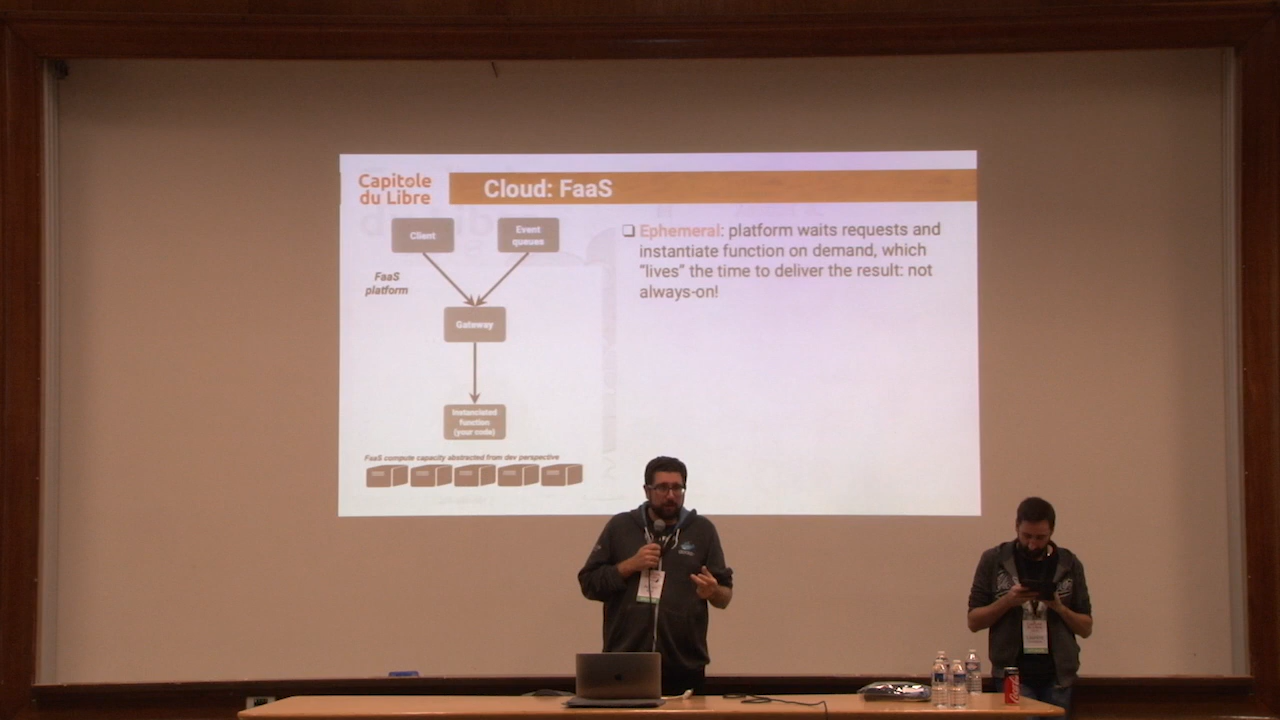 Capitole
du Libre
Cloud: FaaS
Client
Event
queues
FaaS
platform
Gateway
Instanciated
function
(your code)
FaaS compute capacity abstracted from dev perspective
❑ Ephemeral: platform waits requests and
instantiate function on demand, which
"lives" the time to deliver the result: not
always-on!